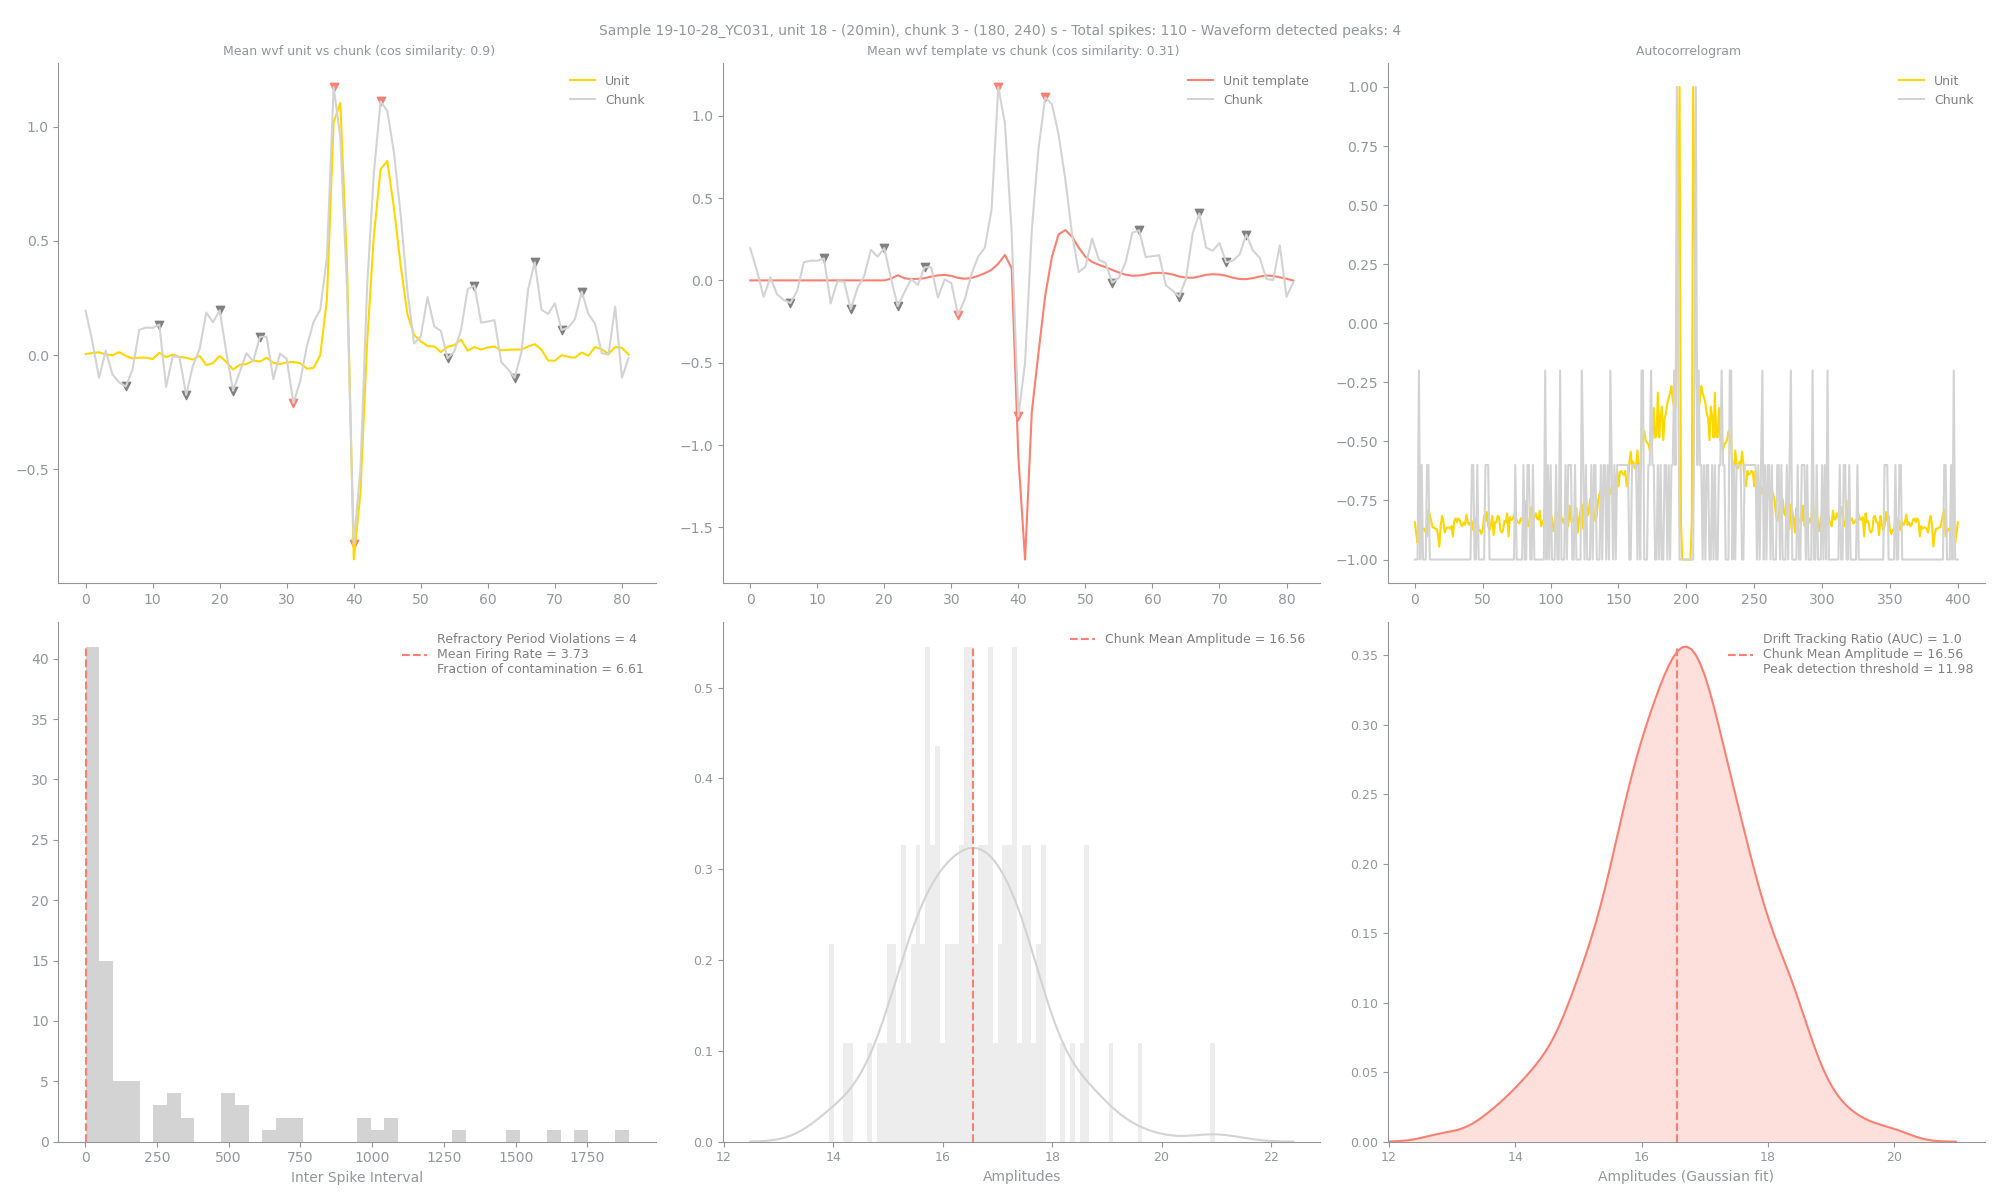 Sample 19-10-28_YC031, unit 18 - (20min), chunk 3 - (180, 240) s - Total spikes: 110 - Waveform detected peaks: 4
Mean wvf unit vs chunk (cos similarity: 0.9)
Unit
Chunk
1.0
0.5
0.0
−0.5
0 10 20 30 40 50 60 70 80
Mean wvf template vs chunk (cos similarity: 0.31)
Unit template
Chunk
1.0
0.5
0.0
−0.5
−1.0
−1.5
0 10 20 30 40 50 60 70 80
Autocorrelogram
Unit
Chunk
1.00
0.75
0.50
0.25
0.00
−0.25
−0.50
−0.75
−1.00
0 50 100 150 200 250 300 350 400
Refractory Period Violations = 4
Mean Firing Rate = 3.73
Fraction of contamination = 6.61
40
35
30
25
20
15
10
5
0
0 250 500 750 1000 1250 1500 1750
Inter Spike Interval
Chunk Mean Amplitude = 16.56
0.5
0.4
0.3
0.2
0.1
0.0
12 14 16 18 20 22
Amplitudes
Drift Tracking Ratio (AUC) = 1.0
Chunk Mean Amplitude = 16.56
Peak detection threshold = 11.98
0.35
0.30
0.25
0.20
0.15
0.10
0.05
0.00
12 14 16 18 20
Amplitudes (Gaussian fit)